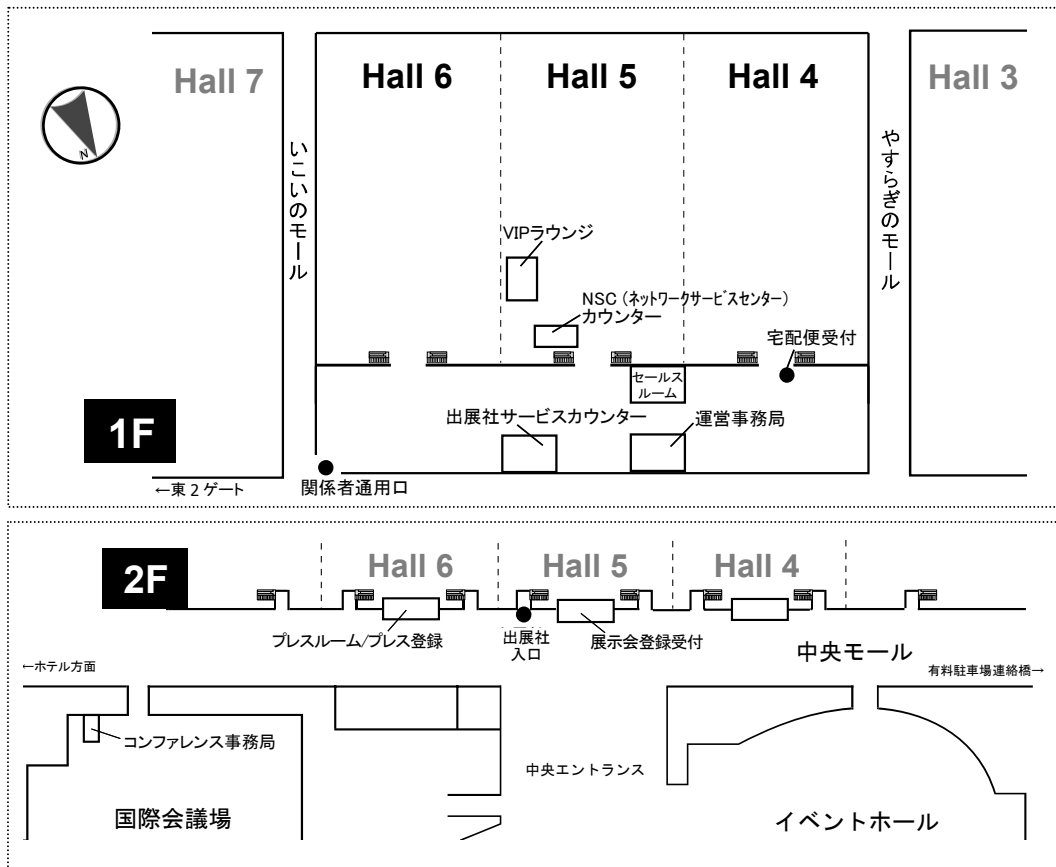 Hall 7
Hall 6
Hall 5
Hall 4
Hall 3
N
いこいのモール
やすらぎのモール
VIPラウンジ
NSC（ネットワークサービスセンター）
カウンター
宅配便受付
セールス
ルーム
出展社サービスカウンター
運営事務局
1F
←東２ゲート
関係者通用口
2F
Hall 6
Hall 5
Hall 4
プレスルーム/プレス登録
出展社
入口
展示会登録受付
中央モール
←ホテル方面
有料駐車場連絡橋→
コンファレンス事務局
中央エントランス
国際会議場
イベントホール